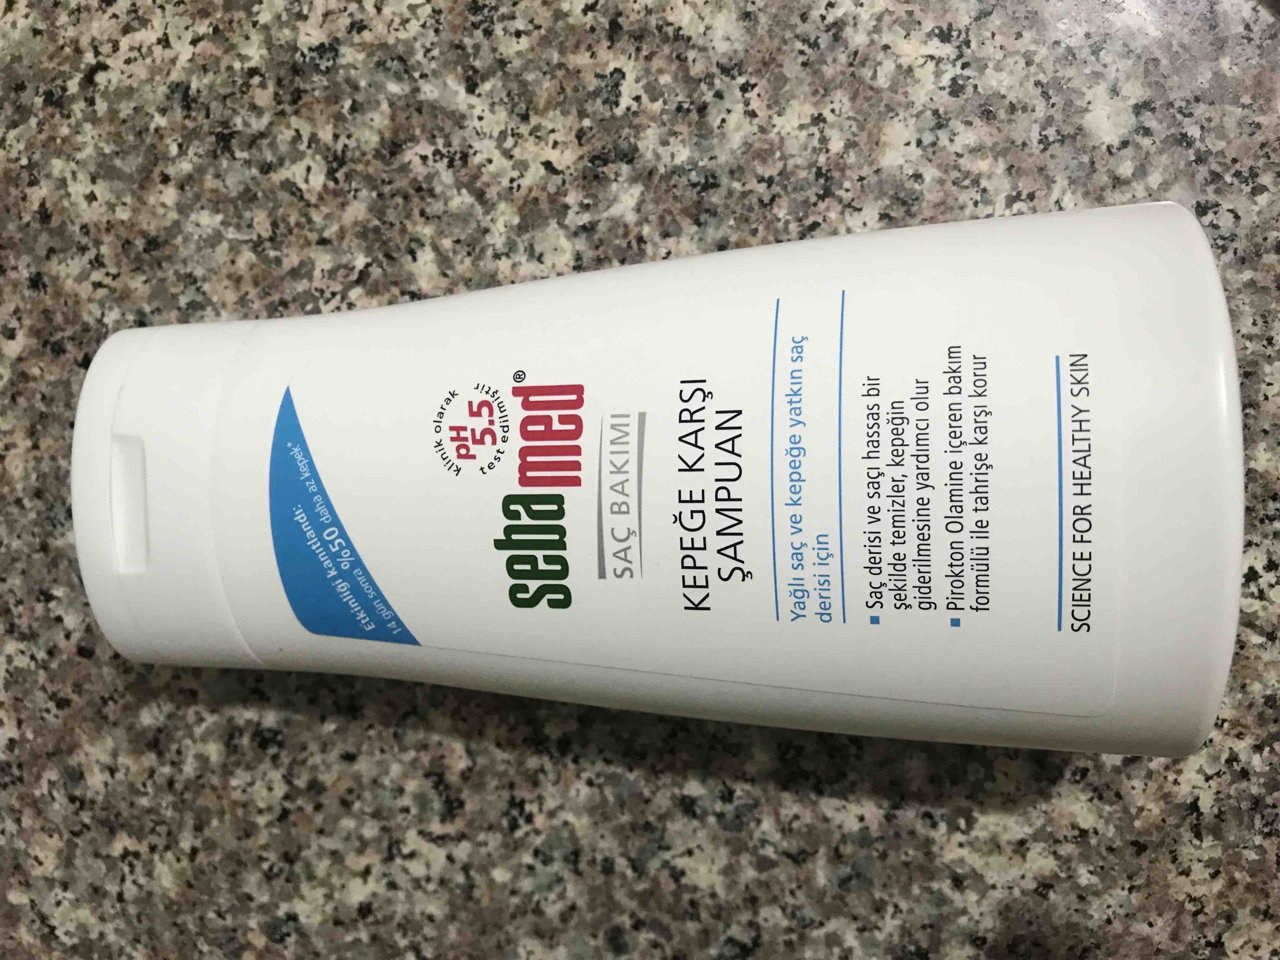 Etkinliği kanıtlandı:
14 gün sonra %50 daha az kepek*
klinik olarak
pH
5.5
test edilmiştir
sebamed®
SAÇ BAKIMI
KEPEĞE KARŞI
ŞAMPUAN
Yağlı saç ve kepeğe yatkın saç
derisi için
▪ Saç derisi ve saçı hassas bir
şekilde temizler, kepeğin
giderilmesine yardımcı olur
▪ Pirokton Olamine içeren bakım
formülü ile tahrişe karşı korur
SCIENCE FOR HEALTHY SKIN